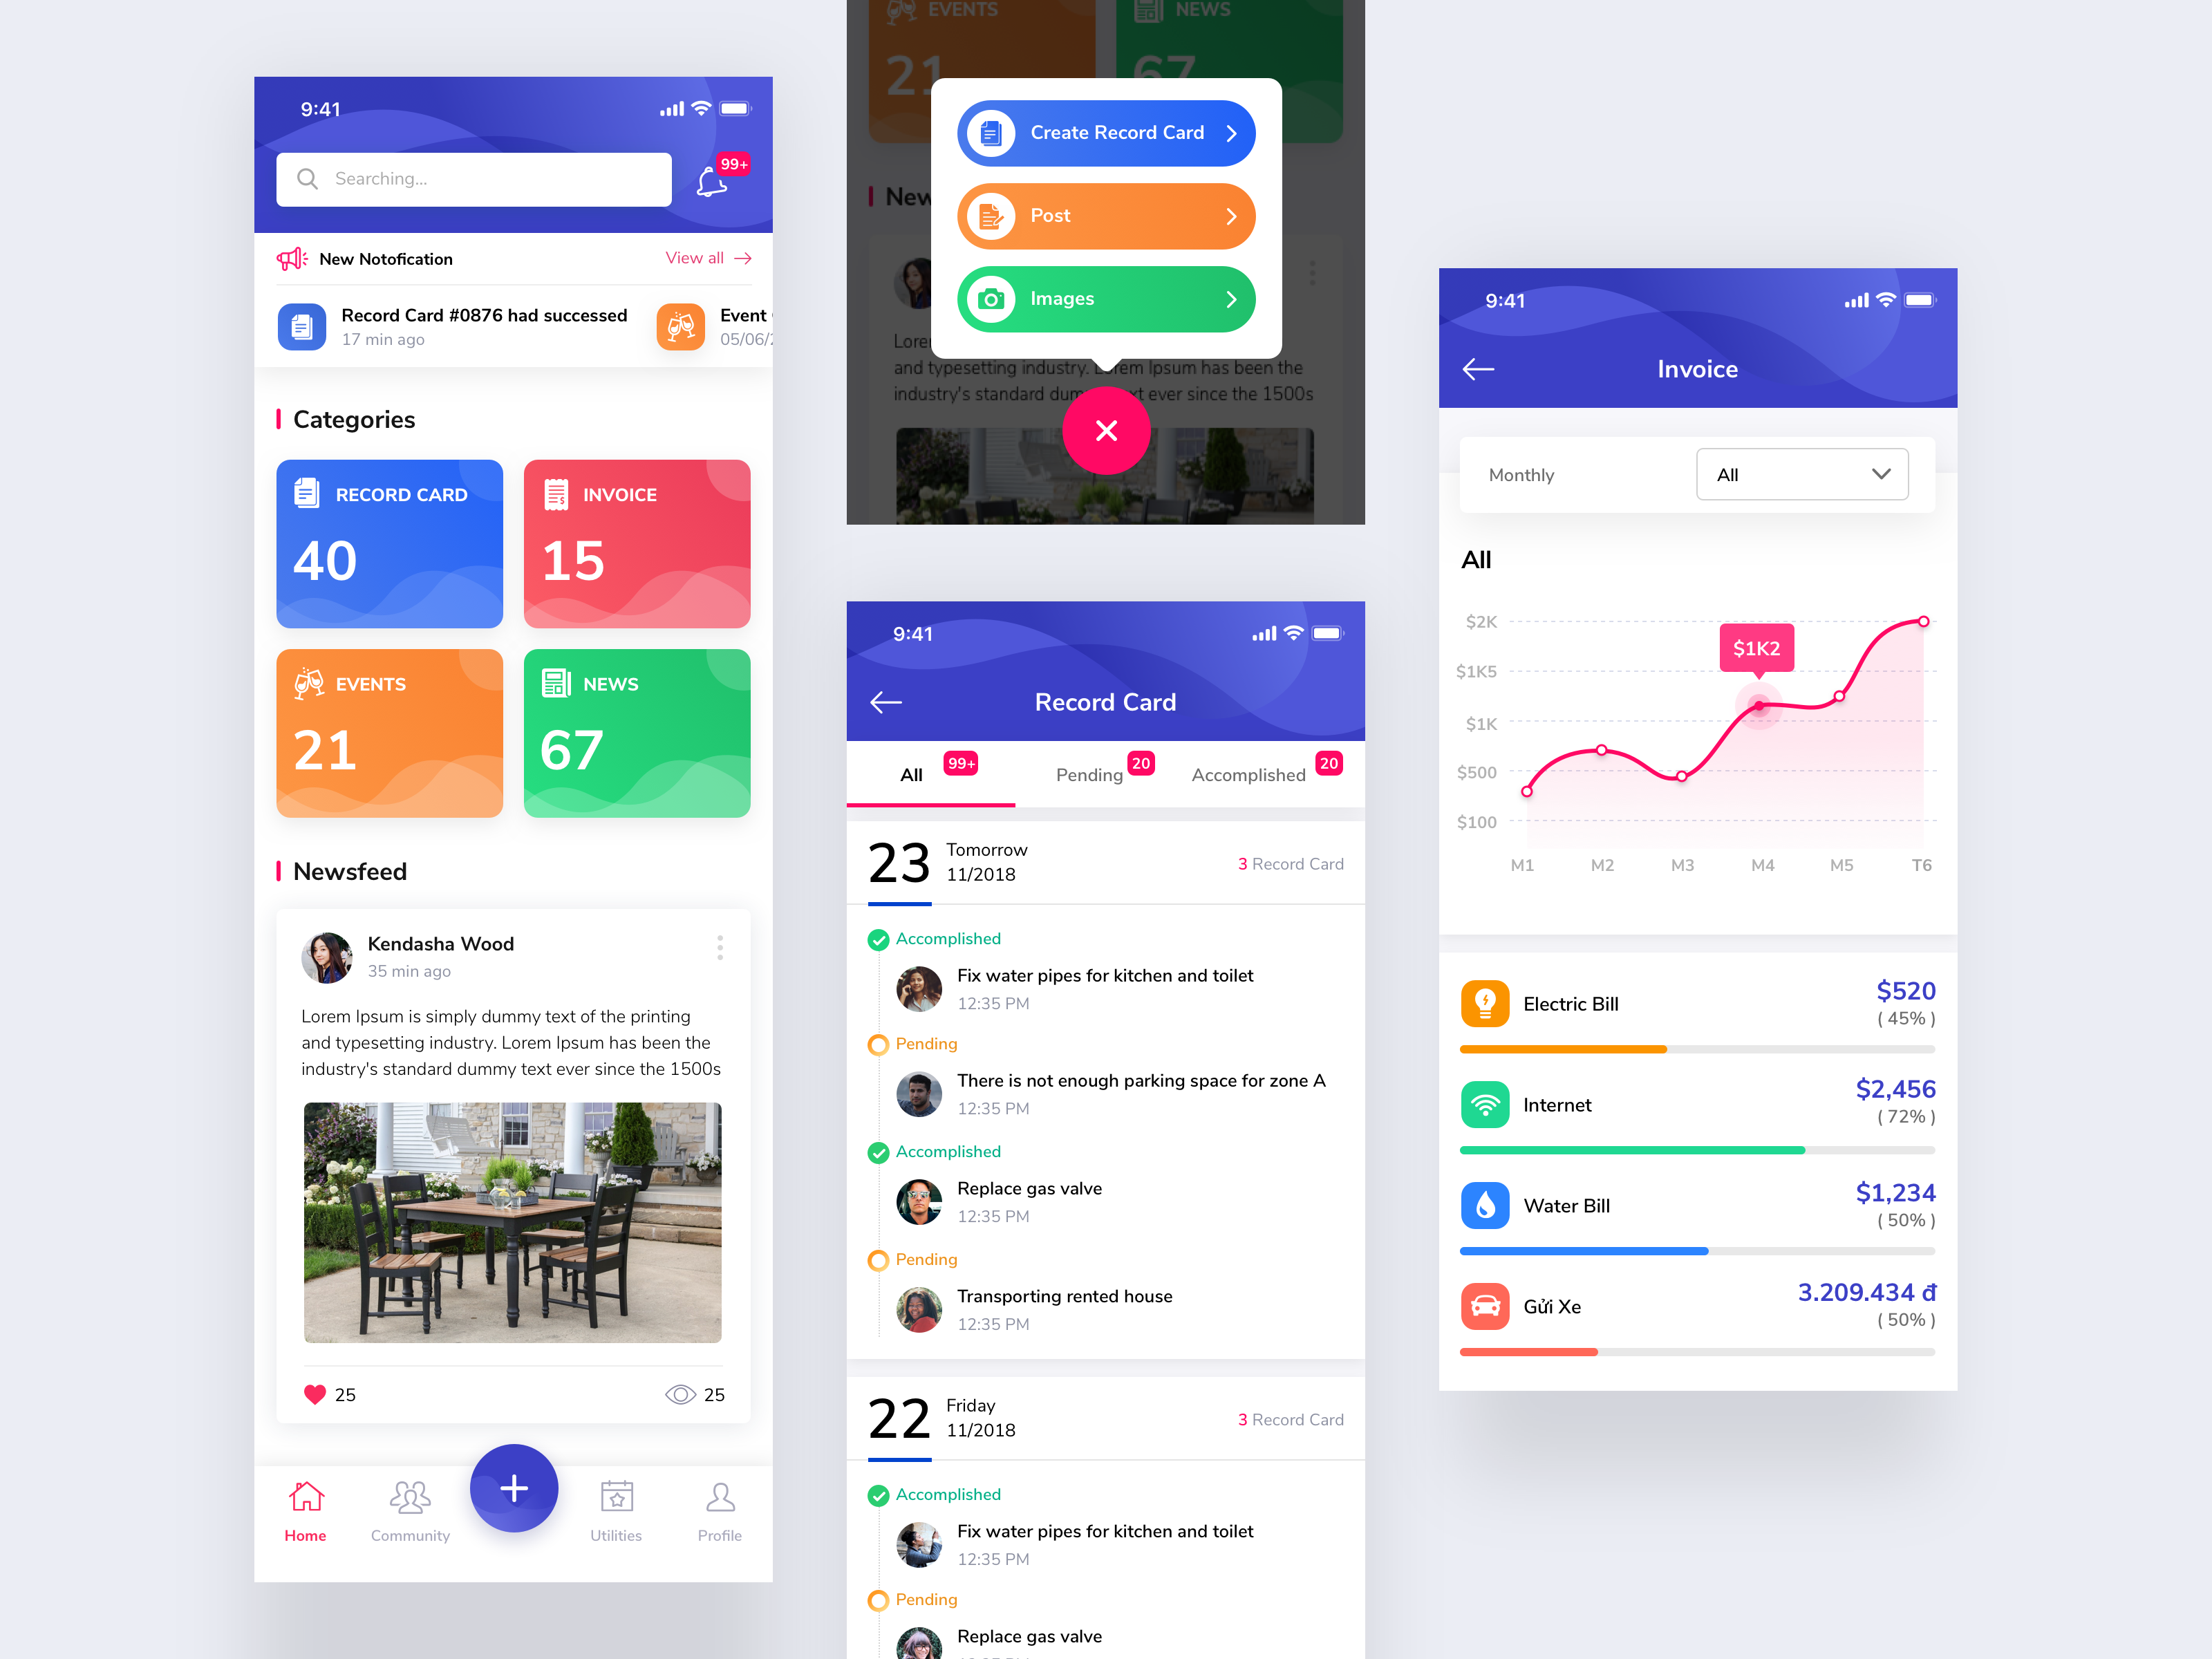 9:41
Searching...
99+
New Notofication
View all
Record Card #0876 had successed
17 min ago
Event
05/06/
Categories
RECORD CARD
40
INVOICE
15
EVENTS
21
NEWS
67
Newsfeed
Kendasha Wood
35 min ago
Lorem Ipsum is simply dummy text of the printing
and typesetting industry. Lorem Ipsum has been the
industry's standard dummy text ever since the 1500s
25
25
Home
Community
Utilities
Profile
EVENTS
21
NEWS
67
Create Record Card
Post
Images
New
Lorem
and typesetting industry. Lorem Ipsum has been the
industry's standard dummy text ever since the 1500s
9:41
Record Card
All
99+
Pending
20
Accomplished
20
23
Tomorrow
11/2018
3 Record Card
Accomplished
Fix water pipes for kitchen and toilet
12:35 PM
Pending
There is not enough parking space for zone A
12:35 PM
Accomplished
Replace gas valve
12:35 PM
Pending
Transporting rented house
12:35 PM
22
Friday
11/2018
3 Record Card
Accomplished
Fix water pipes for kitchen and toilet
12:35 PM
Pending
Replace gas valve
9:41
Invoice
Monthly
All
All
$2K
$1K5
$1K
$500
$100
$1K2
M1
M2
M3
M4
M5
T6
Electric Bill
$520
( 45% )
Internet
$2,456
( 72% )
Water Bill
$1,234
( 50% )
Gửi Xe
3.209.434 đ
( 50% )